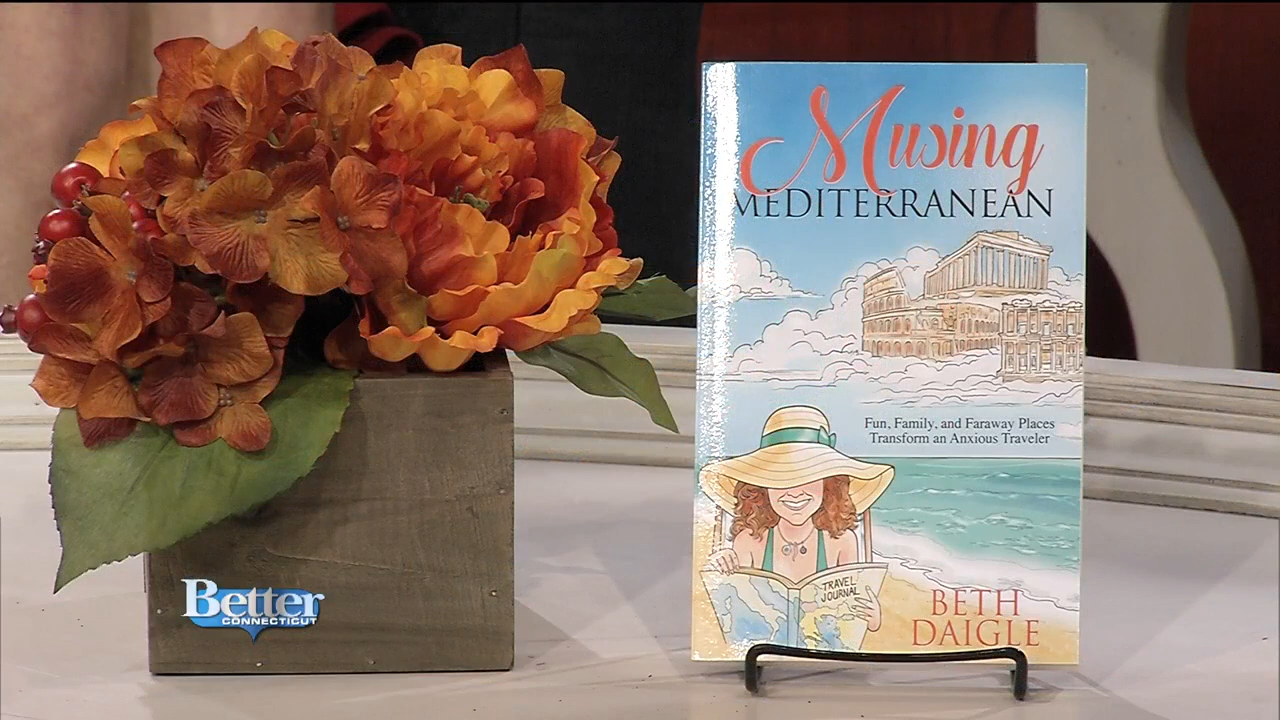 Musing
MEDITERRANEAN
Fun, Family, and Faraway Places
Transform an Anxious Traveler
TRAVEL
JOURNAL
BETH
DAIGLE
Better
CONNECTICUT